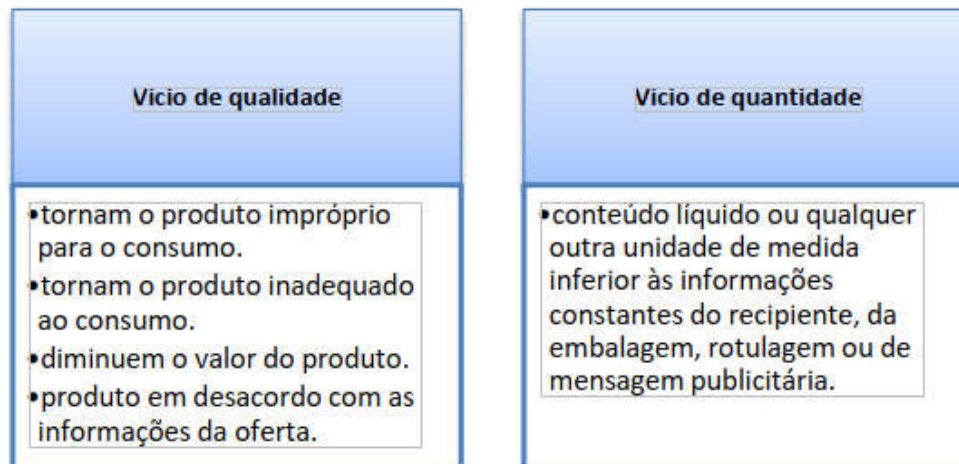 Vicio de qualidade
•tornam o produto impróprio
para o consumo.
•tornam o produto inadequado
ao consumo.
•diminuem o valor do produto.
•produto em desacordo com as
informações da oferta.
Vicio de quantidade
•conteúdo líquido ou qualquer
outra unidade de medida
inferior às informações
constantes do recipiente, da
embalagem, rotulagem ou de
mensagem publicitária.